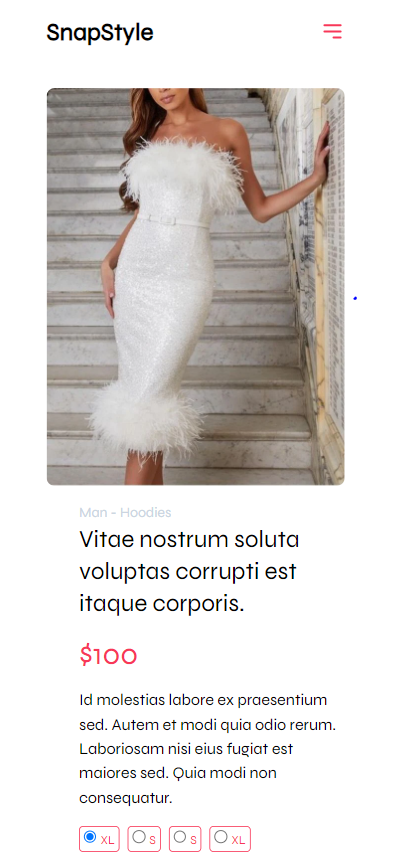 SnapStyle
Man - Hoodies
Vitae nostrum soluta
voluptas corrupti est
itaque corporis.
$100
Id molestias labore ex praesentium
sed. Autem et modi quia odio rerum.
Laboriosam nisi eius fugiat est
maiores sed. Quia modi non
consequatur.
XL S S XL